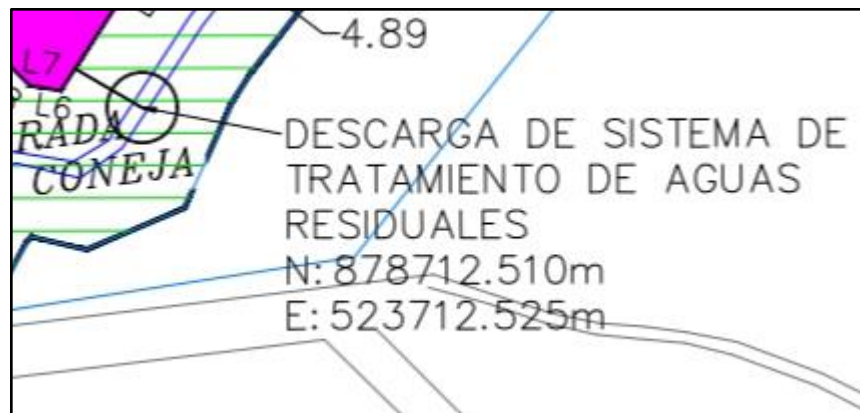 4.89
L7
L6
RADA
CONEJA
DESCARGA DE SISTEMA DE
TRATAMIENTO DE AGUAS
RESIDUALES
N: 878712.510m
E: 523712.525m